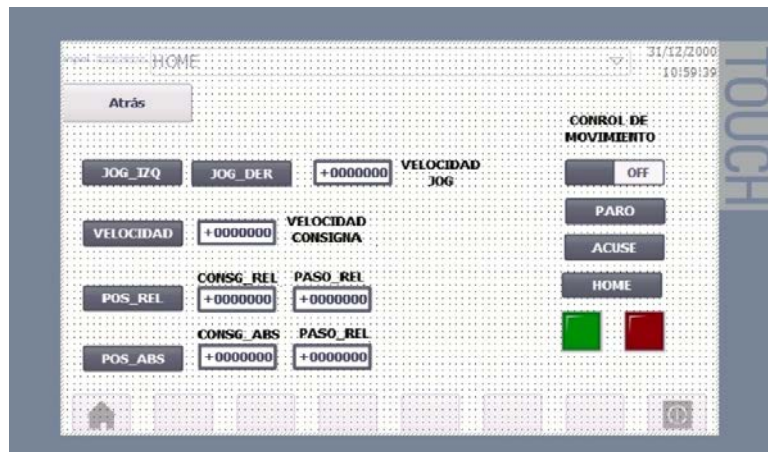 HOME
31/12/2000
10:59:39
TOUCH
Atrás
CONROL DE
MOVIMIENTO
JOG_IZQ JOG_DER +0000000 VELOCIDAD
JOG
OFF
PARO
VELOCIDAD +0000000 VELOCIDAD
CONSIGNA
ACUSE
CONSG_REL PASO_REL
HOME
POS_REL +0000000 +0000000
CONSG_ABS PASO_REL
POS_ABS +0000000 +0000000